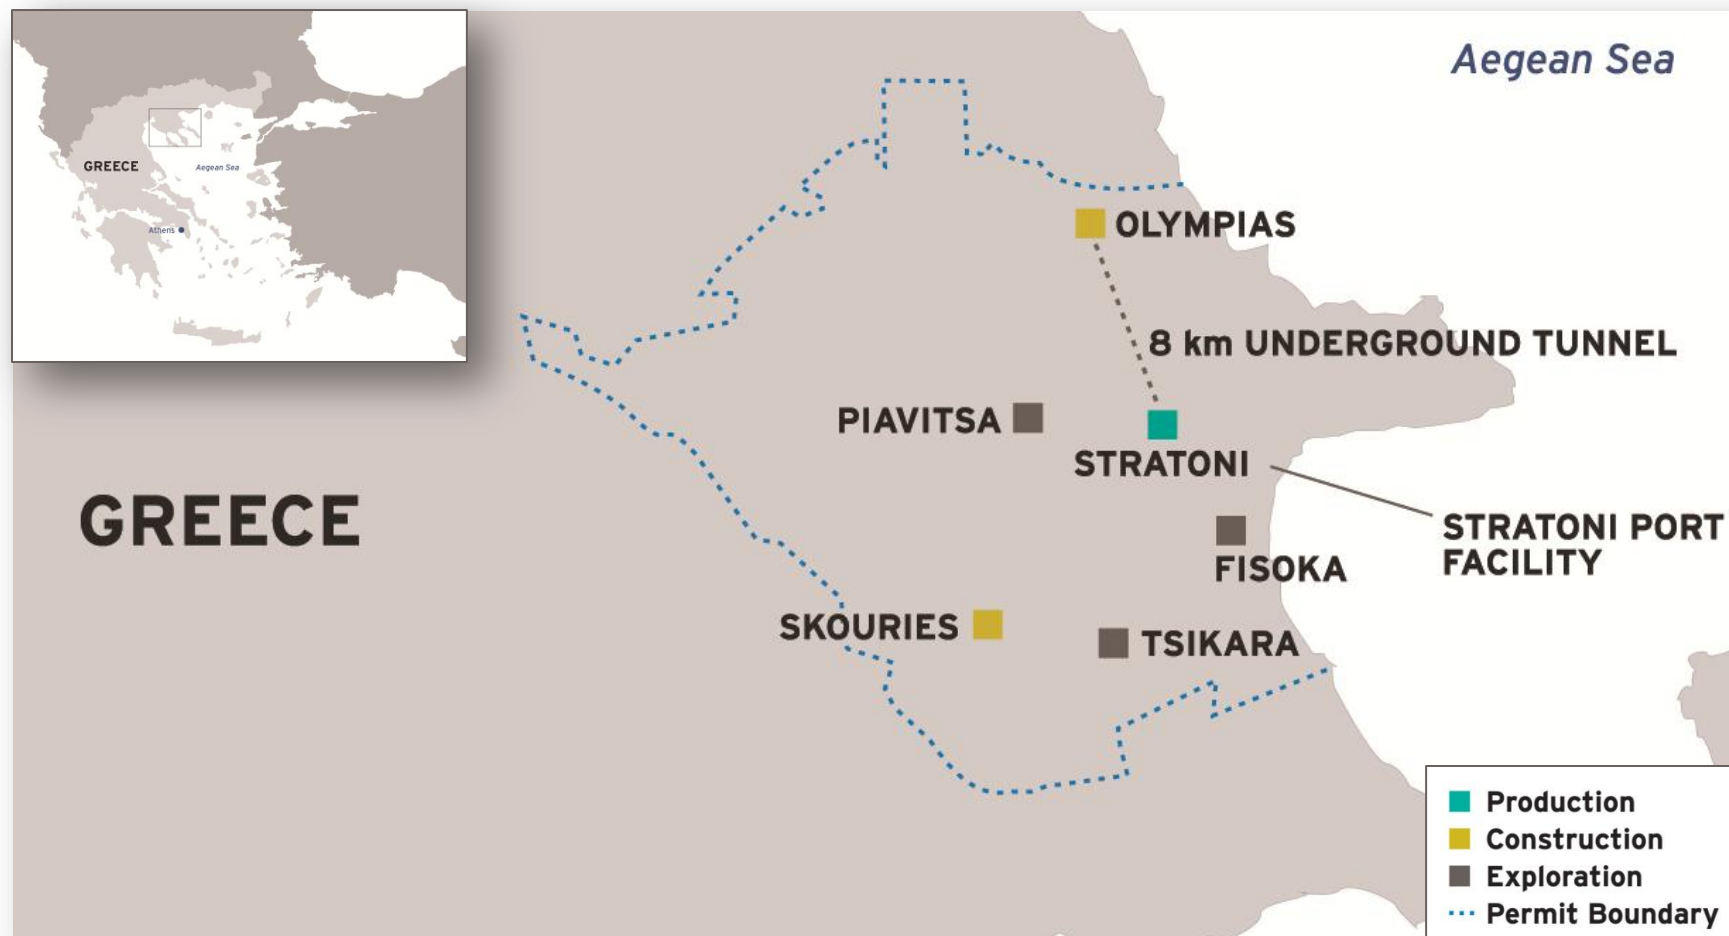 GREECE
Aegean Sea
Athens
Aegean Sea
OLYMPIAS
8 km UNDERGROUND TUNNEL
PIAVITSA
STRATONI
GREECE
STRATONI PORT
FACILITY
FISOKA
SKOURIES
TSIKARA
Production
Construction
Exploration
Permit Boundary